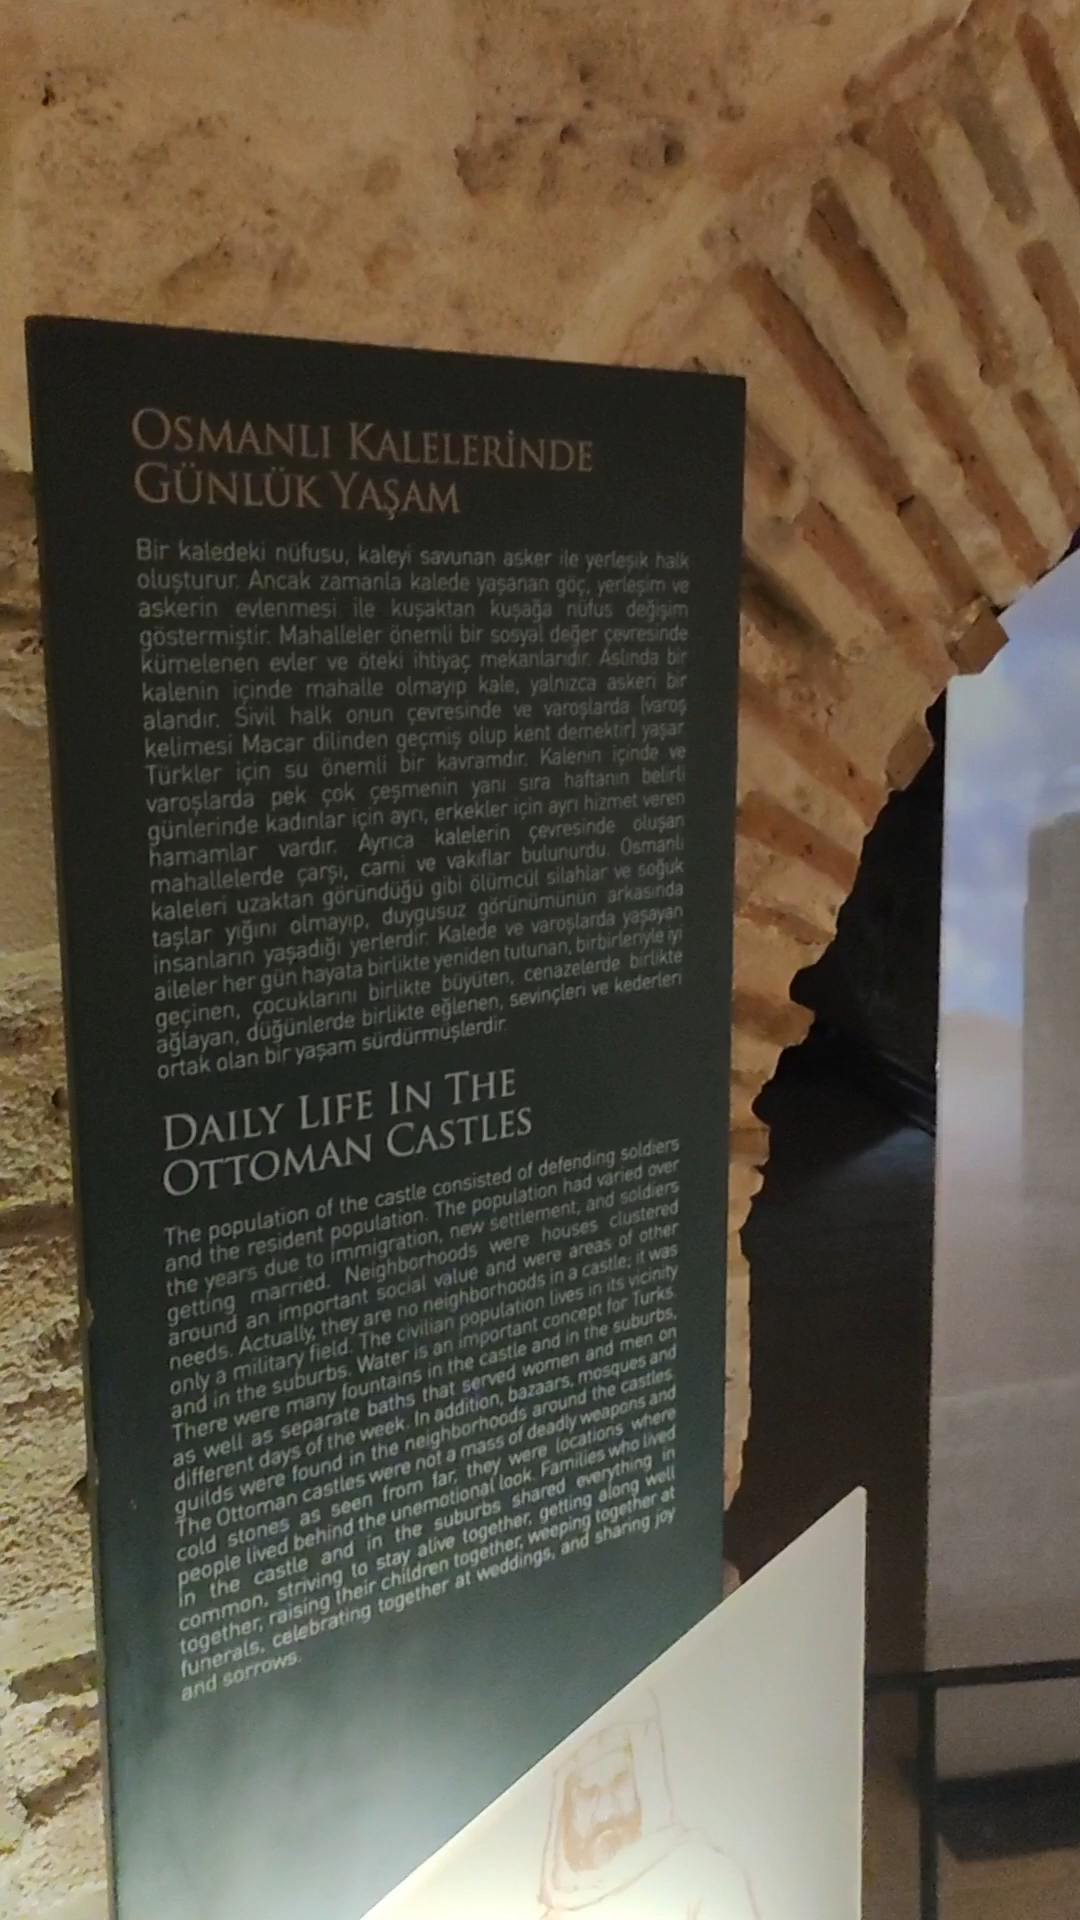 OSMANLI KALELERİNDE
GÜNLÜK YAŞAM
Bir kaledeki nüfusu, kaleyi savunan asker ile yerleşik halk
oluşturur. Ancak zamanla kalede yaşanan göç, yerleşim ve
askerin evlenmesi ile kuşaktan kuşağa nüfus değişim
göstermiştir. Mahalleler önemli bir sosyal değer çevresinde
kümelenen evler ve öteki ihtiyaç mekanlarıdır. Aslında bir
kalenin içinde mahalle olmayıp kale, yalnızca askeri bir
alandır. Sivil halk onun çevresinde ve varoşlarda [varoş
kelimesi Macar dilinden geçmiş olup kent demektir] yaşar.
Türkler için su önemli bir kavramdır. Kalenin içinde ve
varoşlarda pek çok çeşmenin yanı sıra haftanın belirli
günlerinde kadınlar için ayrı, erkekler için ayrı hizmet veren
hamamlar vardır. Ayrıca kalelerin çevresinde oluşan
mahallelerde çarşı, cami ve vakıflar bulunurdu. Osmanlı
kaleleri uzaktan göründüğü gibi ölümcül silahlar ve soğuk
taşlar yığını olmayıp, duygusuz görünümünün arkasında
insanların yaşadığı yerlerdir. Kalede ve varoşlarda yaşayan
aileler her gün hayata birlikte yeniden tutunan, birbirleriyle iyi
geçinen, çocuklarını birlikte büyüten, cenazelerde birlikte
ağlayan, düğünlerde birlikte eğlenen, sevinçleri ve kederleri
ortak olan bir yaşam sürdürmüşlerdir.
DAILY LIFE IN THE
OTTOMAN CASTLES
The population of the castle consisted of defending soldiers
and the resident population. The population had varied over
the years due to immigration, new settlement, and soldiers
getting married. Neighborhoods were houses clustered
around an important social value and were areas of other
needs. Actually, they are no neighborhoods in a castle; it was
only a military field. The civilian population lives in its vicinity
and in the suburbs. Water is an important concept for Turks.
There were many fountains in the castle and in the suburbs,
as well as separate baths that served women and men on
different days of the week. In addition, bazaars, mosques and
guilds were found in the neighborhoods around the castles.
The Ottoman castles were not a mass of deadly weapons and
cold stones as seen from far, they were locations where
people lived behind the unemotional look. Families who lived
in the castle and in the suburbs shared everything in
common, striving to stay alive together, getting along well
together, raising their children together, weeping together at
funerals, celebrating together at weddings, and sharing joy
and sorrows.